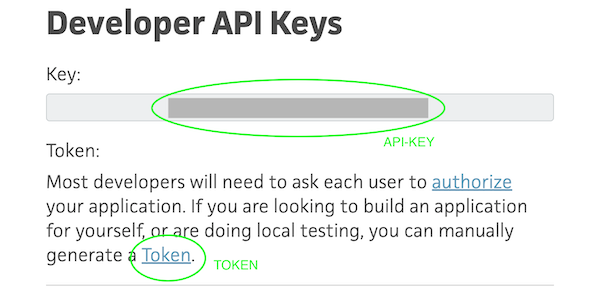 Developer API Keys
Key:
API-KEY
Token:
Most developers will need to ask each user to authorize
your application. If you are looking to build an application
for yourself, or are doing local testing, you can manually
generate a Token.
TOKEN